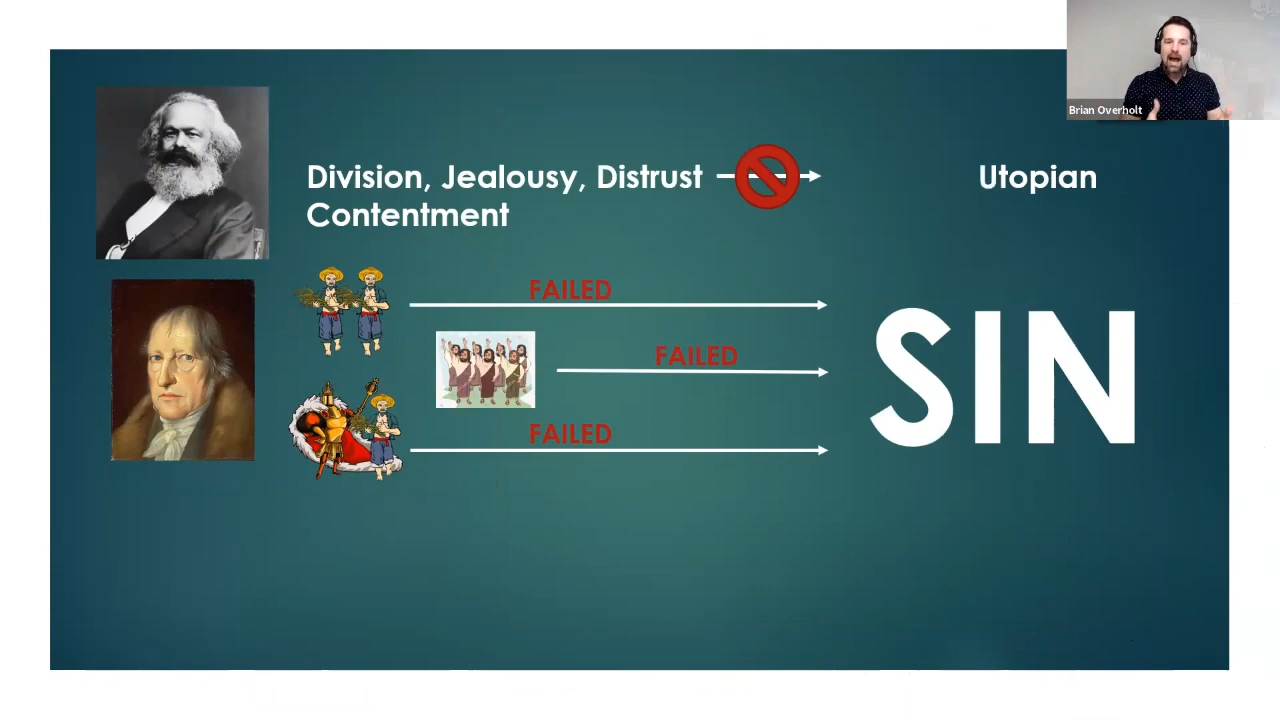 Brian Overholt
Division, Jealousy, Distrust
Utopian
Contentment
FAILED
FAILED
FAILED
SIN